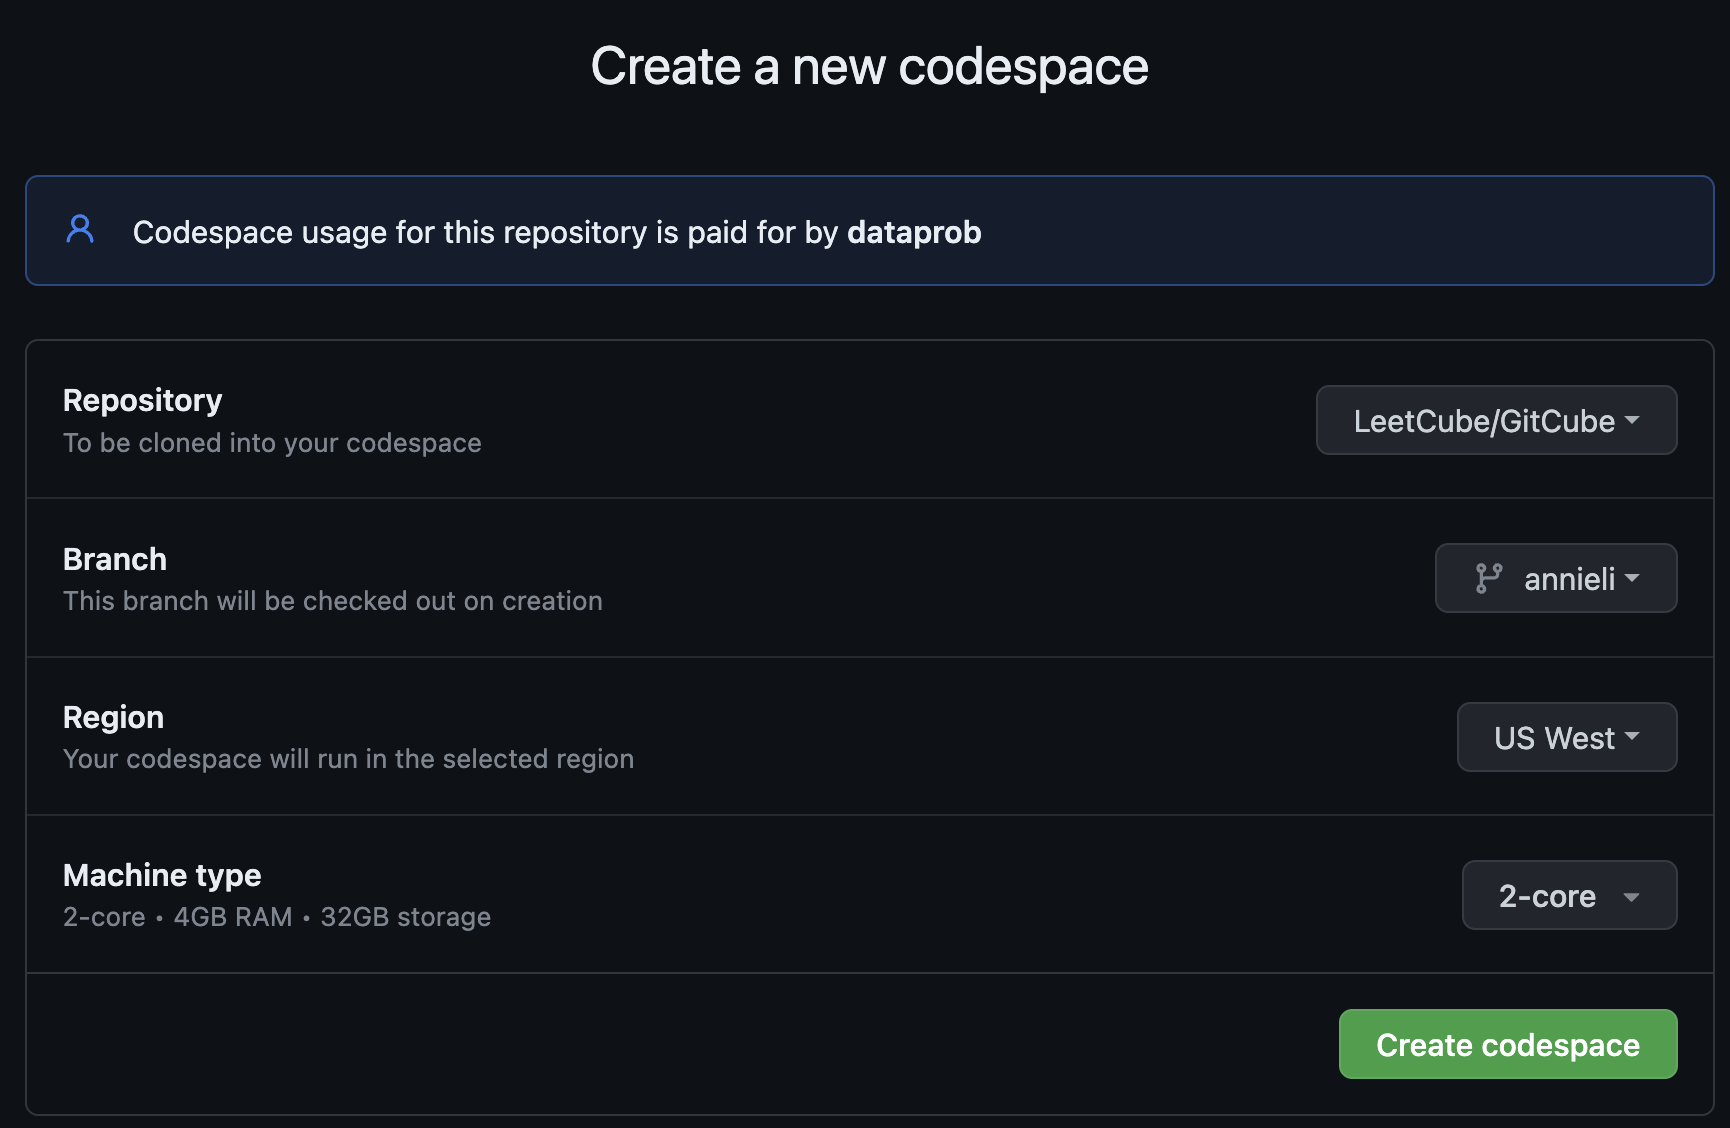 Create a new codespace
Codespace usage for this repository is paid for by dataprob
Repository
To be cloned into your codespace
LeetCube/GitCube
Branch
This branch will be checked out on creation
annieli
Region
Your codespace will run in the selected region
US West
Machine type
2-core • 4GB RAM • 32GB storage
2-core
Create codespace